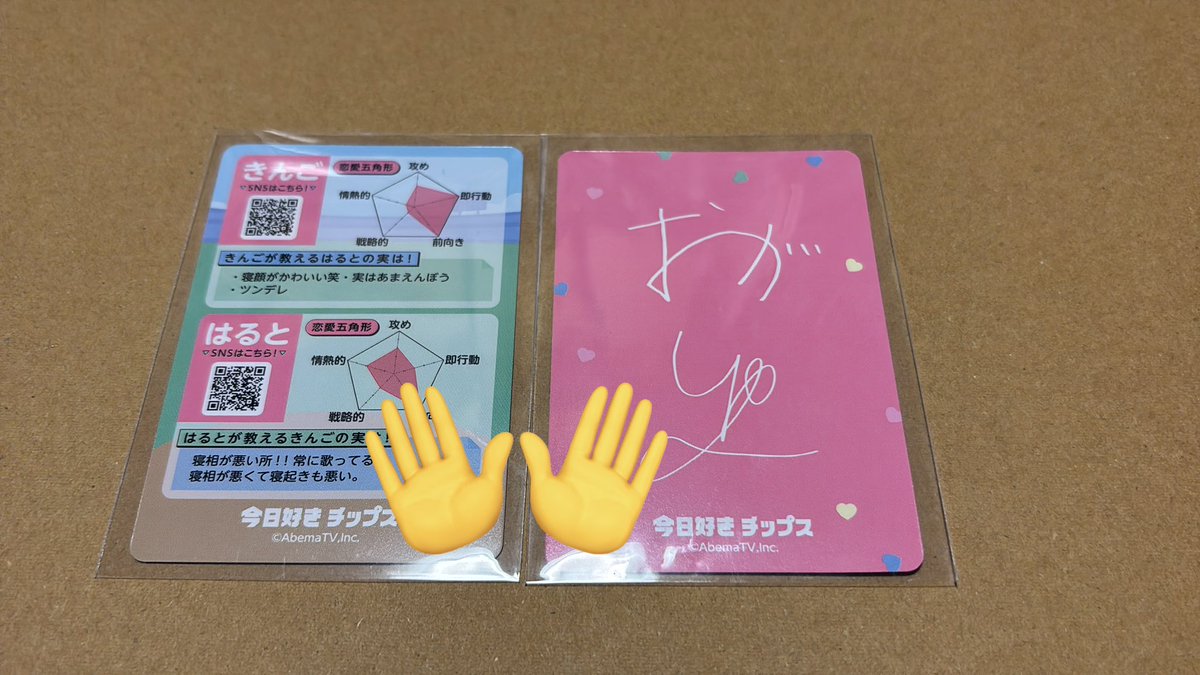 きんご
♡SNSはこちら!♡
恋愛五角形
攻め
情熱的
即行動
戦略的
前向き
きんごが教えるはるとの実は!
・寝顔がかわいい笑・実はあまえんぼう
・ツンデレ
はると
♡SNSはこちら!♡
恋愛五角形
攻め
情熱的
即行動
戦略的
はるとが教えるきんごの実
寝相が悪い所!!常に歌ってる
寝相が悪くて寝起きも悪い。
今日好き チップス
©AbemaTV,Inc.
今日好き チップス
©AbemaTV,Inc.